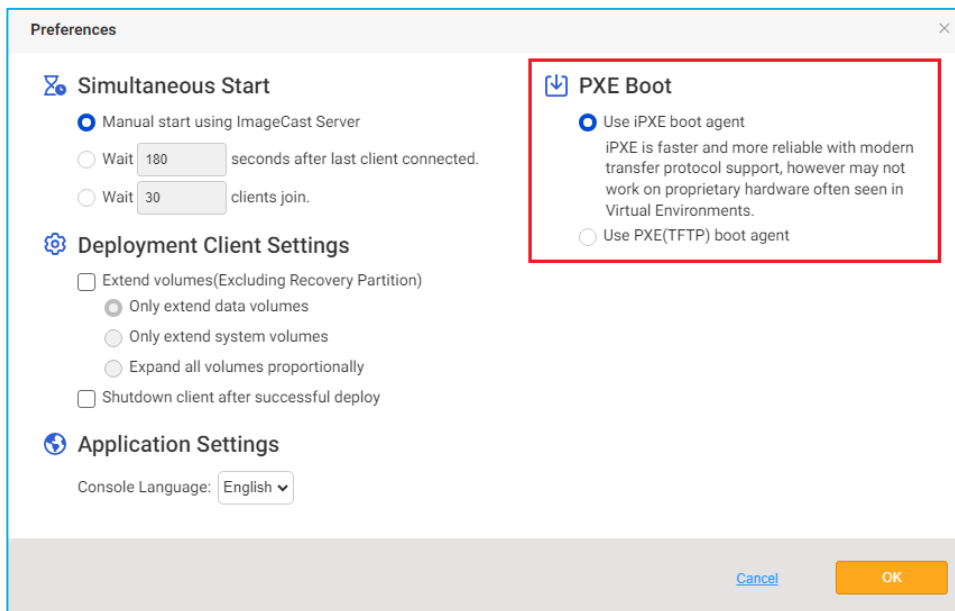 Preferences
Simultaneous Start
Manual start using ImageCast Server
Wait 180 seconds after last client connected.
Wait 30 clients join.
Deployment Client Settings
Extend volumes(Excluding Recovery Partition)
Only extend data volumes
Only extend system volumes
Expand all volumes proportionally
Shutdown client after successful deploy
Application Settings
Console Language: English
PXE Boot
Use iPXE boot agent
iPXE is faster and more reliable with modern
transfer protocol support, however may not
work on proprietary hardware often seen in
Virtual Environments.
Use PXE(TFTP) boot agent
Cancel
OK